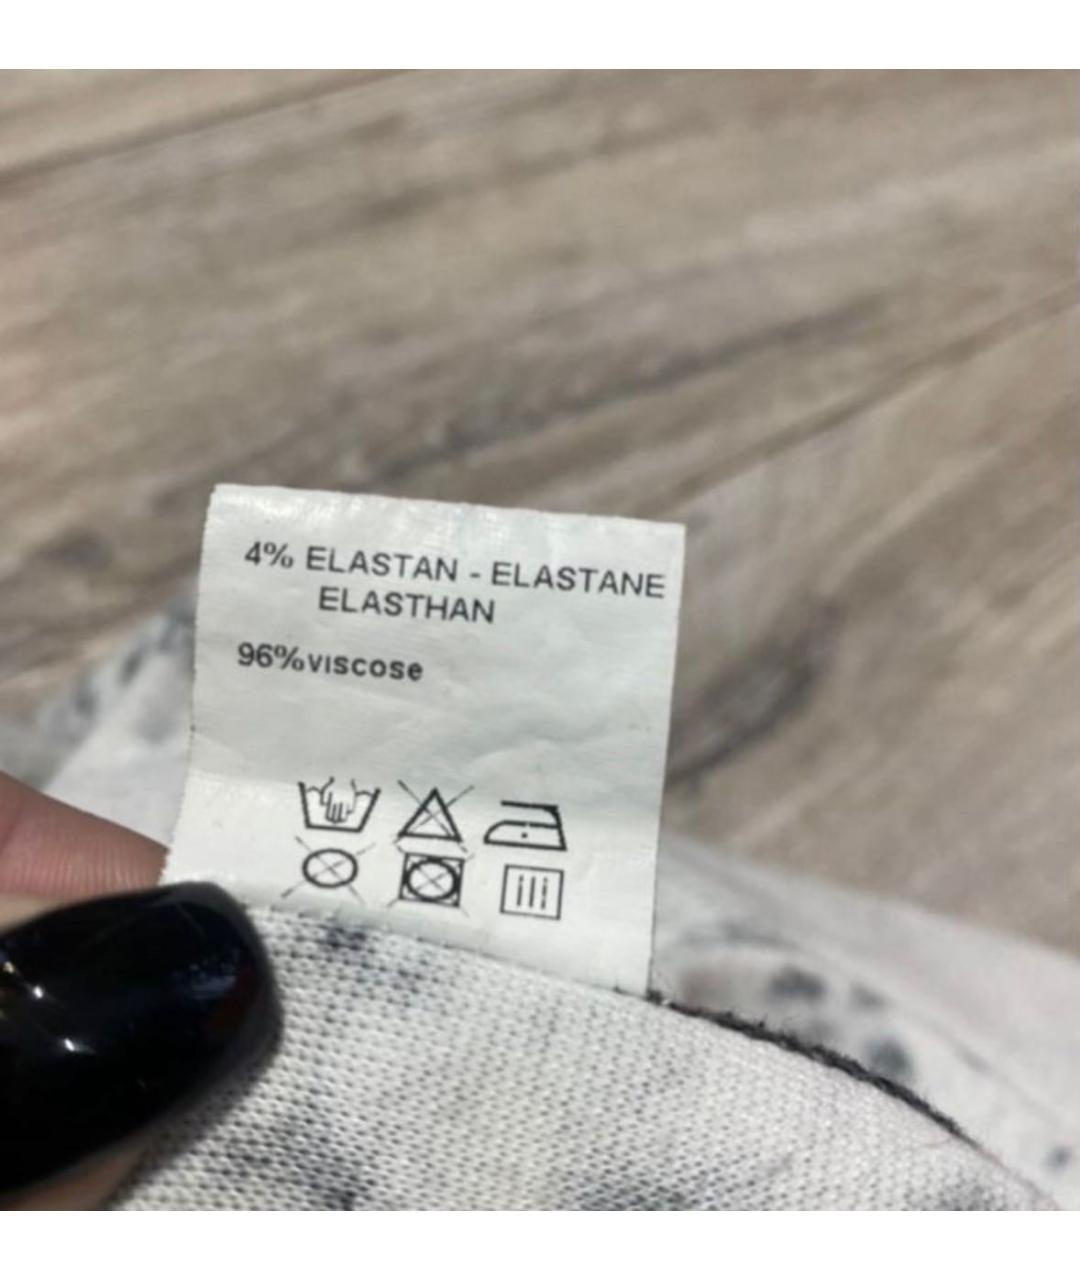 4% ELASTAN - ELASTANE
ELASTHAN
96%viscose